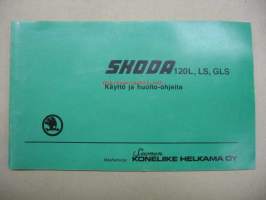 SKODA 120L, LS, GLS
Käyttö ja huolto-ohjeita
Maahantuoja
Suomen
KONELIIKE HELKAMA OY